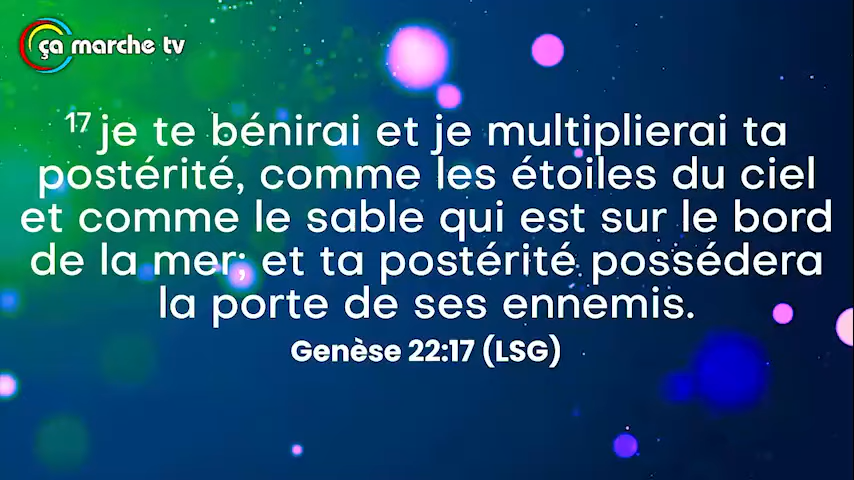 ça marche tv
17 je te bénirai et je multiplierai ta
postérité, comme les étoiles du ciel
et comme le sable qui est sur le bord
de la mer; et ta postérité possédera
la porte de ses ennemis.
Genèse 22:17 (LSG)